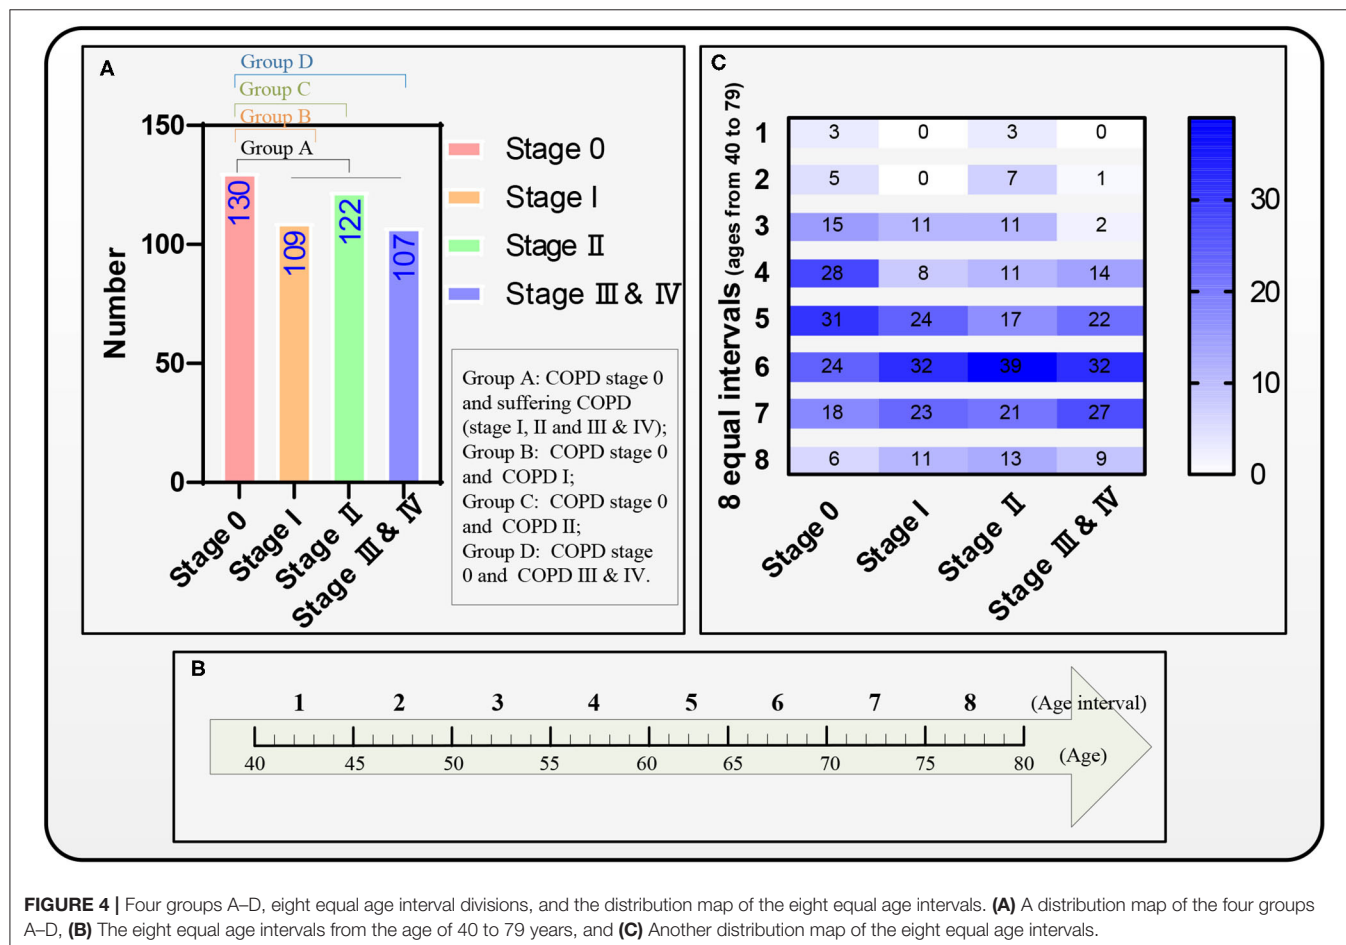 A
Group D
Group C
Group B
Group A
150
100
50
0
Number
130
109
122
107
Stage 0
Stage I
Stage Ⅱ
Stage Ⅲ & Ⅳ
Stage 0
Stage I
Stage Ⅱ
Stage Ⅲ & Ⅳ
Group A: COPD stage 0
and suffering COPD
(stage I, II and III & IV);
Group B: COPD stage 0
and COPD I;
Group C: COPD stage 0
and COPD II;
Group D: COPD stage
0 and COPD III & IV.
C
8 equal intervals (ages from 40 to 79)
1 3 0 3 0
2 5 0 7 1
3 15 11 11 2
4 28 8 11 14
5 31 24 17 22
6 24 32 39 32
7 18 23 21 27
8 6 11 13 9
Stage 0
Stage I
Stage Ⅱ
Stage Ⅲ & Ⅳ
30
20
10
0
B
1 2 3 4 5 6 7 8 (Age interval)
40 45 50 55 60 65 70 75 80 (Age)
FIGURE 4 | Four groups A–D, eight equal age interval divisions, and the distribution map of the eight equal age intervals. (A) A distribution map of the four groups
A–D, (B) The eight equal age intervals from the age of 40 to 79 years, and (C) Another distribution map of the eight equal age intervals.